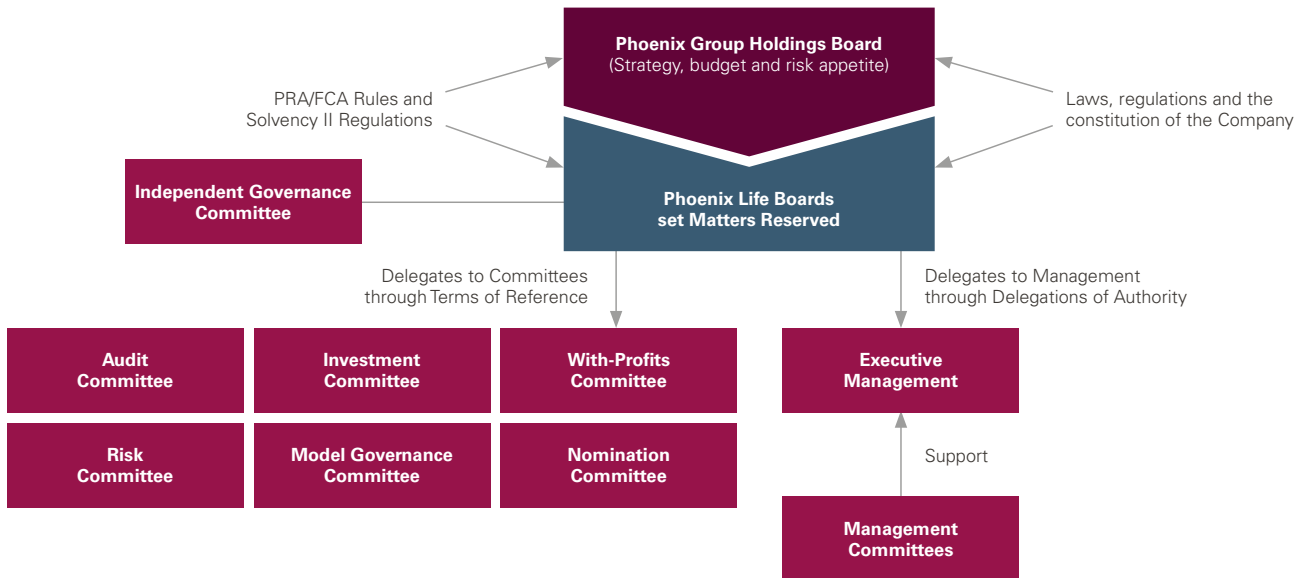 Phoenix Group Holdings Board
(Strategy, budget and risk appetite)
PRA/FCA Rules and
Solvency II Regulations
Laws, regulations and the
constitution of the Company
Independent Governance
Committee
Phoenix Life Boards
set Matters Reserved
Delegates to Committees
through Terms of Reference
Delegates to Management
through Delegations of Authority
Audit
Committee
Investment
Committee
With-Profits
Committee
Executive
Management
Risk
Committee
Model Governance
Committee
Nomination
Committee
Support
Management
Committees